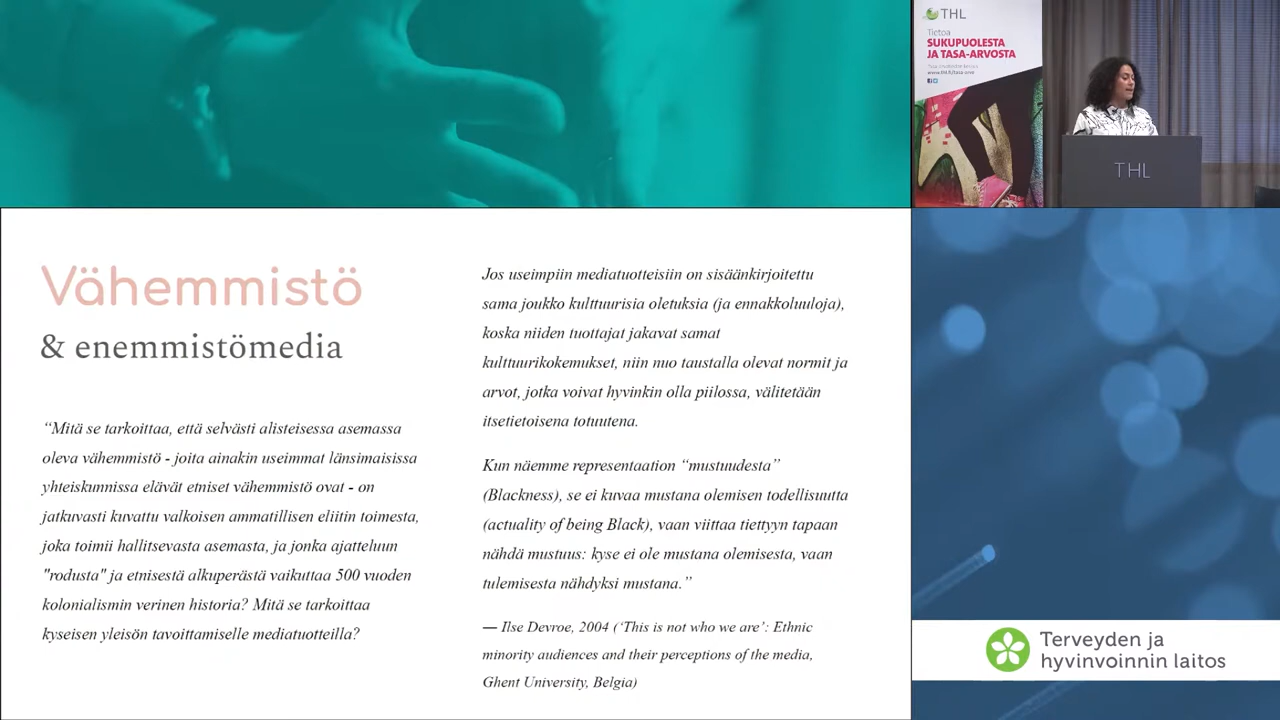 Vähemmistö
& enemmistömedia
“Mitä se tarkoittaa, että selvästi alisteisessa asemassa
oleva vähemmistö - joita ainakin useimmat länsimaisissa
yhteiskunnissa elävät etniset vähemmistö ovat - on
jatkuvasti kuvattu valkoisen ammatillisen eliitin toimesta,
joka toimii hallitsevasta asemasta, ja jonka ajatteluun
"rodusta" ja etnisestä alkuperästä vaikuttaa 500 vuoden
kolonialismin verinen historia? Mitä se tarkoittaa
kyseisen yleisön tavoittamiselle mediatuotteilla?
Jos useimpiin mediatuotteisiin on sisäänkirjoitettu
sama joukko kulttuurisia oletuksia (ja ennakkoluuloja),
koska niiden tuottajat jakavat samat
kulttuurikokemukset, niin nuo taustalla olevat normit ja
arvot, jotka voivat hyvinkin olla piilossa, välitetään
itsetietoisena totuutena.
Kun näemme representaation “mustuudesta”
(Blackness), se ei kuvaa mustana olemisen todellisuutta
(actuality of being Black), vaan viittaa tiettyyn tapaan
nähdä mustuus: kyse ei ole mustana olemisesta, vaan
tulemisesta nähdyksi mustana.”
— Ilse Devroe, 2004 (‘This is not who we are’: Ethnic
minority audiences and their perceptions of the media,
Ghent University, Belgia)
THL
Tietoa
SUKUPUOLESTA
JA TASA-ARVOSTA
www.thl.fi/tasa-arvo
THL
Terveyden ja
hyvinvoinnin laitos